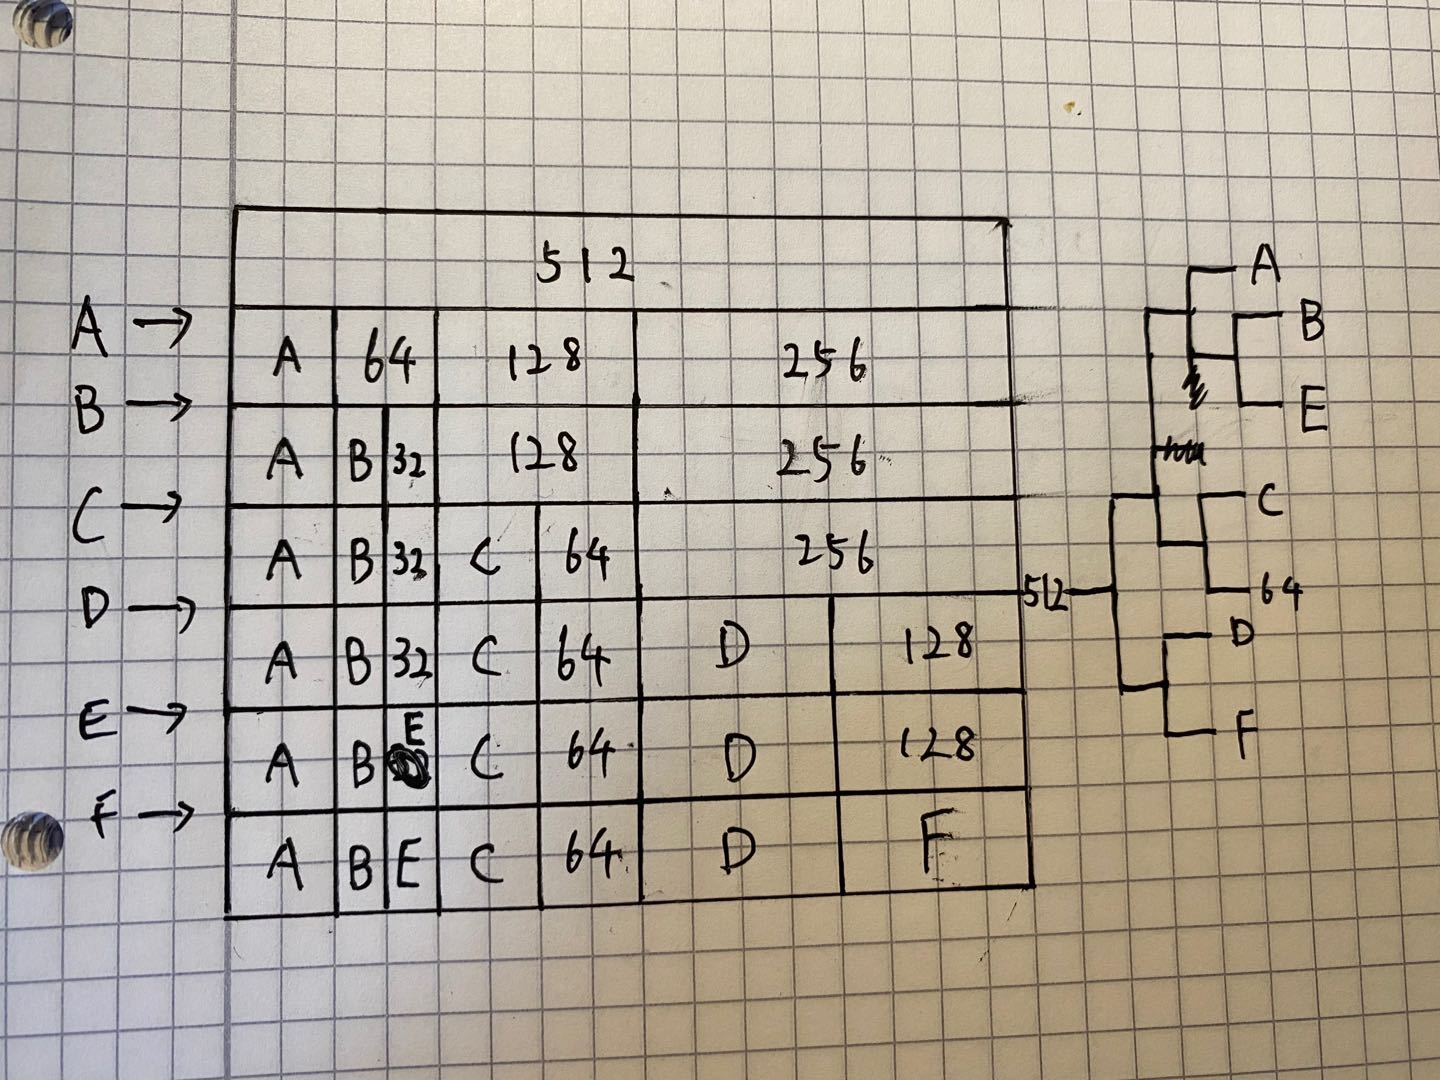 512
A → A 64 128 256
B → A B 32 128 256
C → A B 32 C 64 256
D → A B 32 C 64 D 128
E → A B E C 64 D 128
F → A B E C 64 D F
A
B
E
C
512
64
D
F